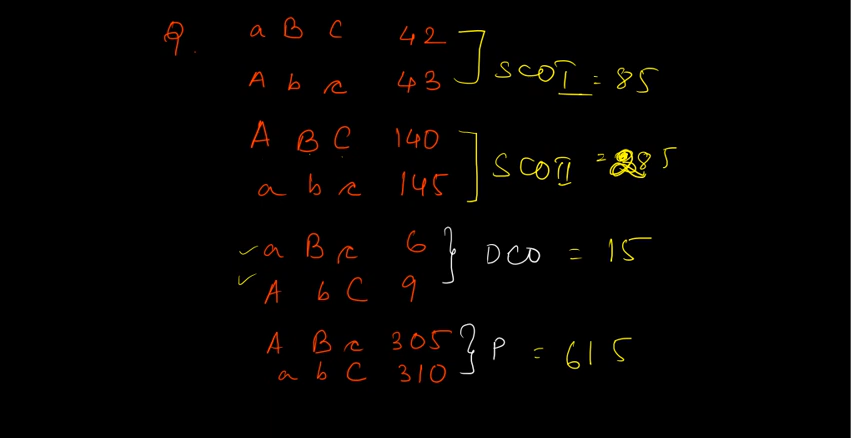 Q. a B C 42
A b c 43
SCO I = 85
A B C 140
a b c 145
SCO II = 285
a B c 6
A b C 9
DCO = 15
A B c 305
a b C 310
P = 615